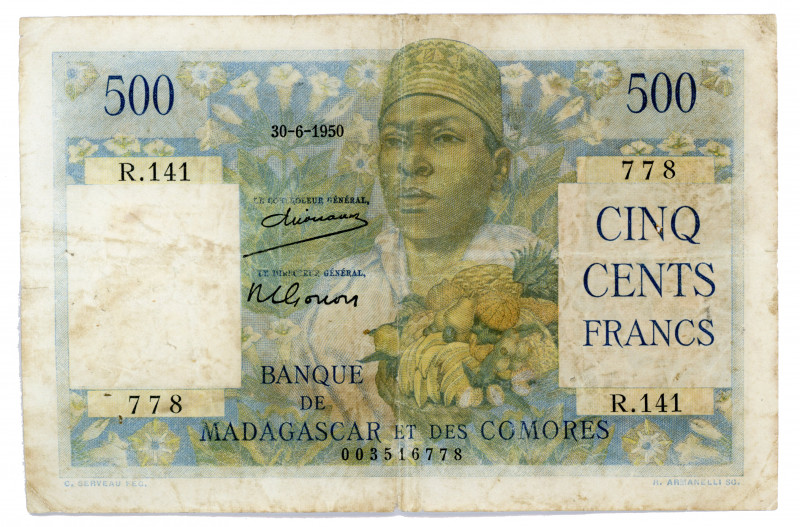 500
500
30-6-1950
R.141
778
LE CONTROLEUR GÉNÉRAL,
CINQ
CENTS
FRANCS
LE DIRECTEUR GÉNÉRAL,
778
R.141
BANQUE
DE
MADAGASCAR ET DES COMORES
003516778
C. SERVEAU FEC.
R. ARMANELLI SC.